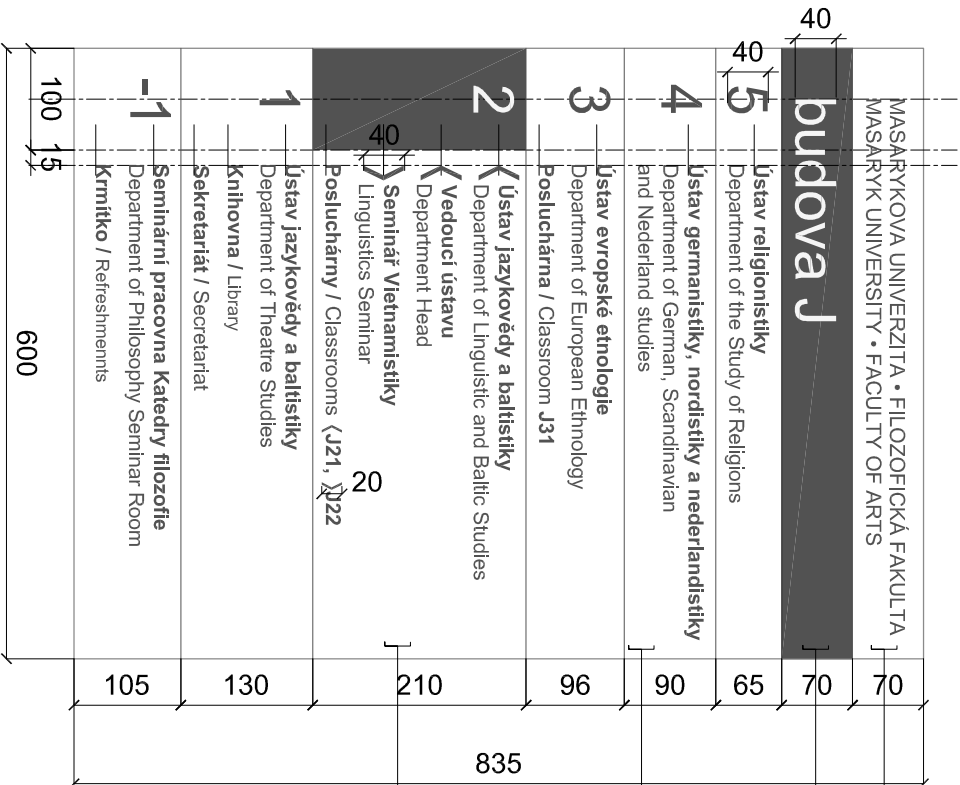 MASARYKOVA UNIVERZITA • FILOZOFICKÁ FAKULTA
MASARYK UNIVERSITY • FACULTY OF ARTS
budova J
5
Ústav religionistiky
Department of the Study of Religions
4
Ústav germanistiky, nordistiky a nederlandistiky
Department of German, Scandinavian
and Nederland studies
3
Ústav evropské etnologie
Department of European Ethnology
Posluchárna / Classroom J31
2
〈 Ústav jazykovědy a baltistiky
Department of Linguistic and Baltic Studies
〈 Vedoucí ústavu
Department Head
〉 Seminář Vietnamistiky
Linguistics Seminar
Posluchárny / Classrooms 〈J21, 〉J22
1
Ústav jazykovědy a baltistiky
Department of Theatre Studies
Knihovna / Library
Sekretariát / Secretariat
-1
Seminární pracovna Katedry filozofie
Department of Philosophy Seminar Room
Krmítko / Refreshmennts
40
40
40
20
100
15
600
105
130
210
96
90
65
70
70
835